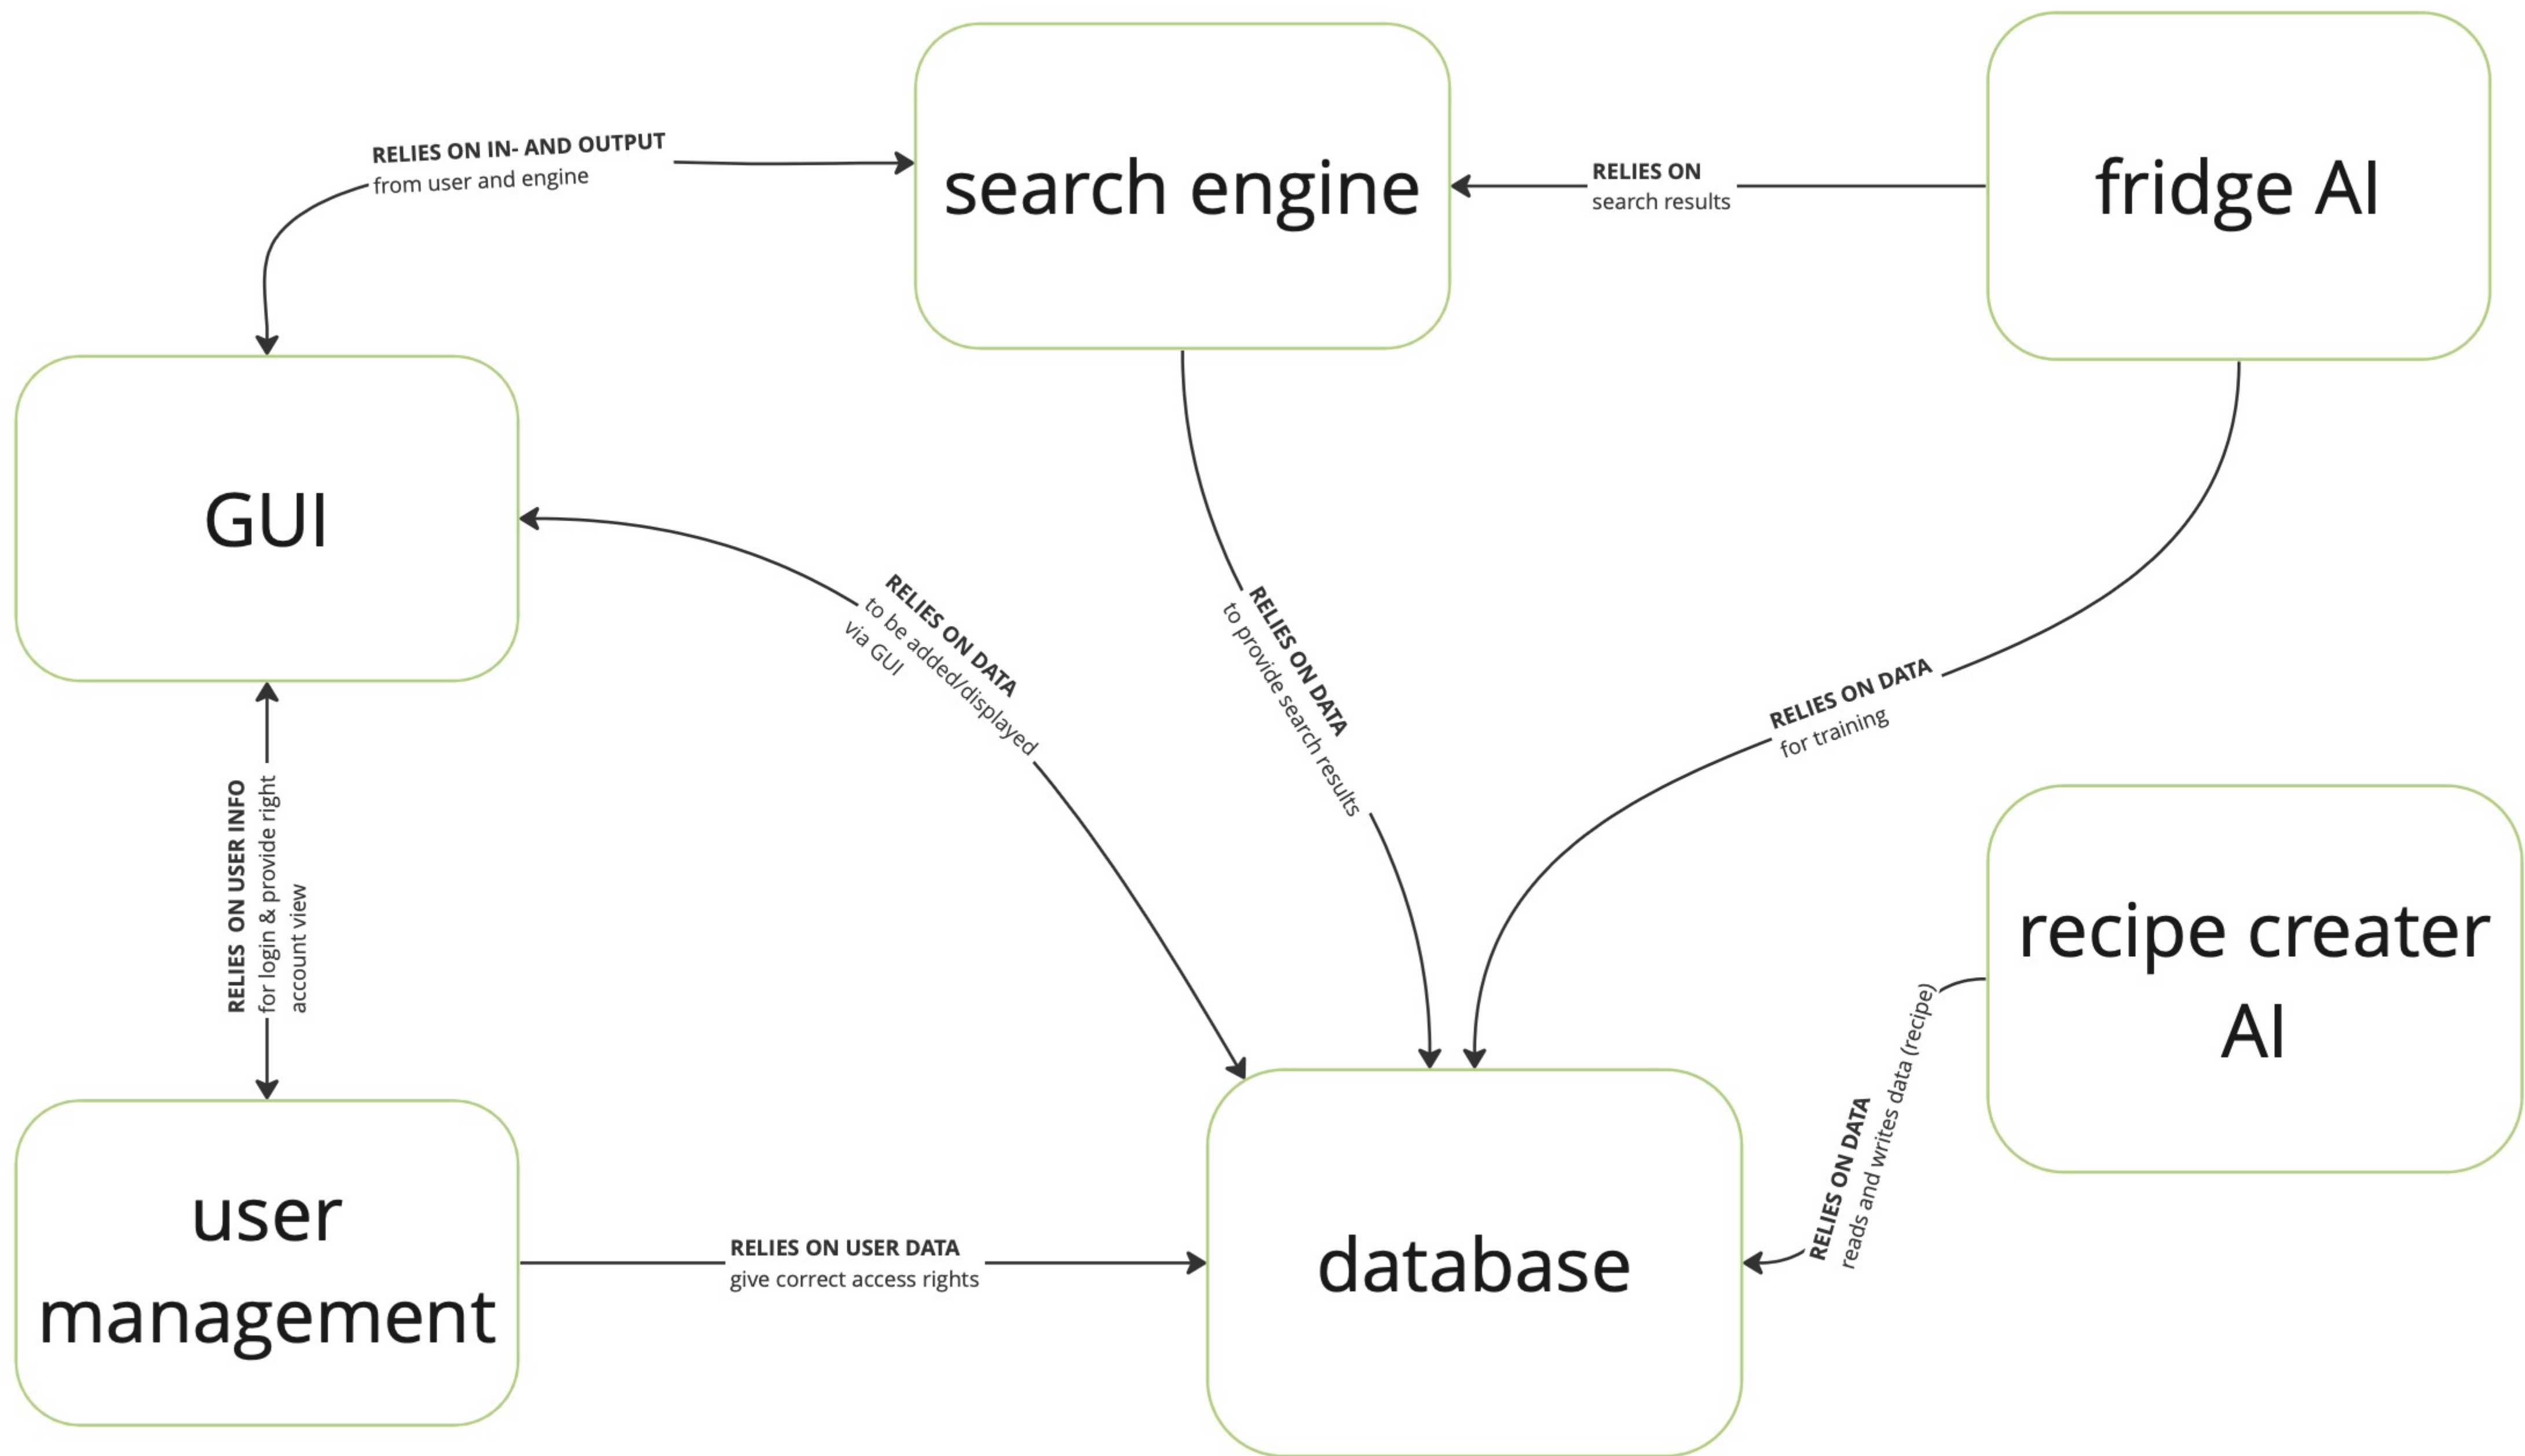 RELIES ON IN- AND OUTPUT
from user and engine
search engine
RELIES ON
search results
fridge AI
GUI
RELIES ON DATA
to be added/displayed
via GUI
RELIES ON DATA
to provide search results
RELIES ON DATA
for training
RELIES  ON USER INFO
for login & provide right
account view
recipe creater
AI
RELIES ON DATA
reads and writes data (recipe)
user
management
RELIES ON USER DATA
give correct access rights
database